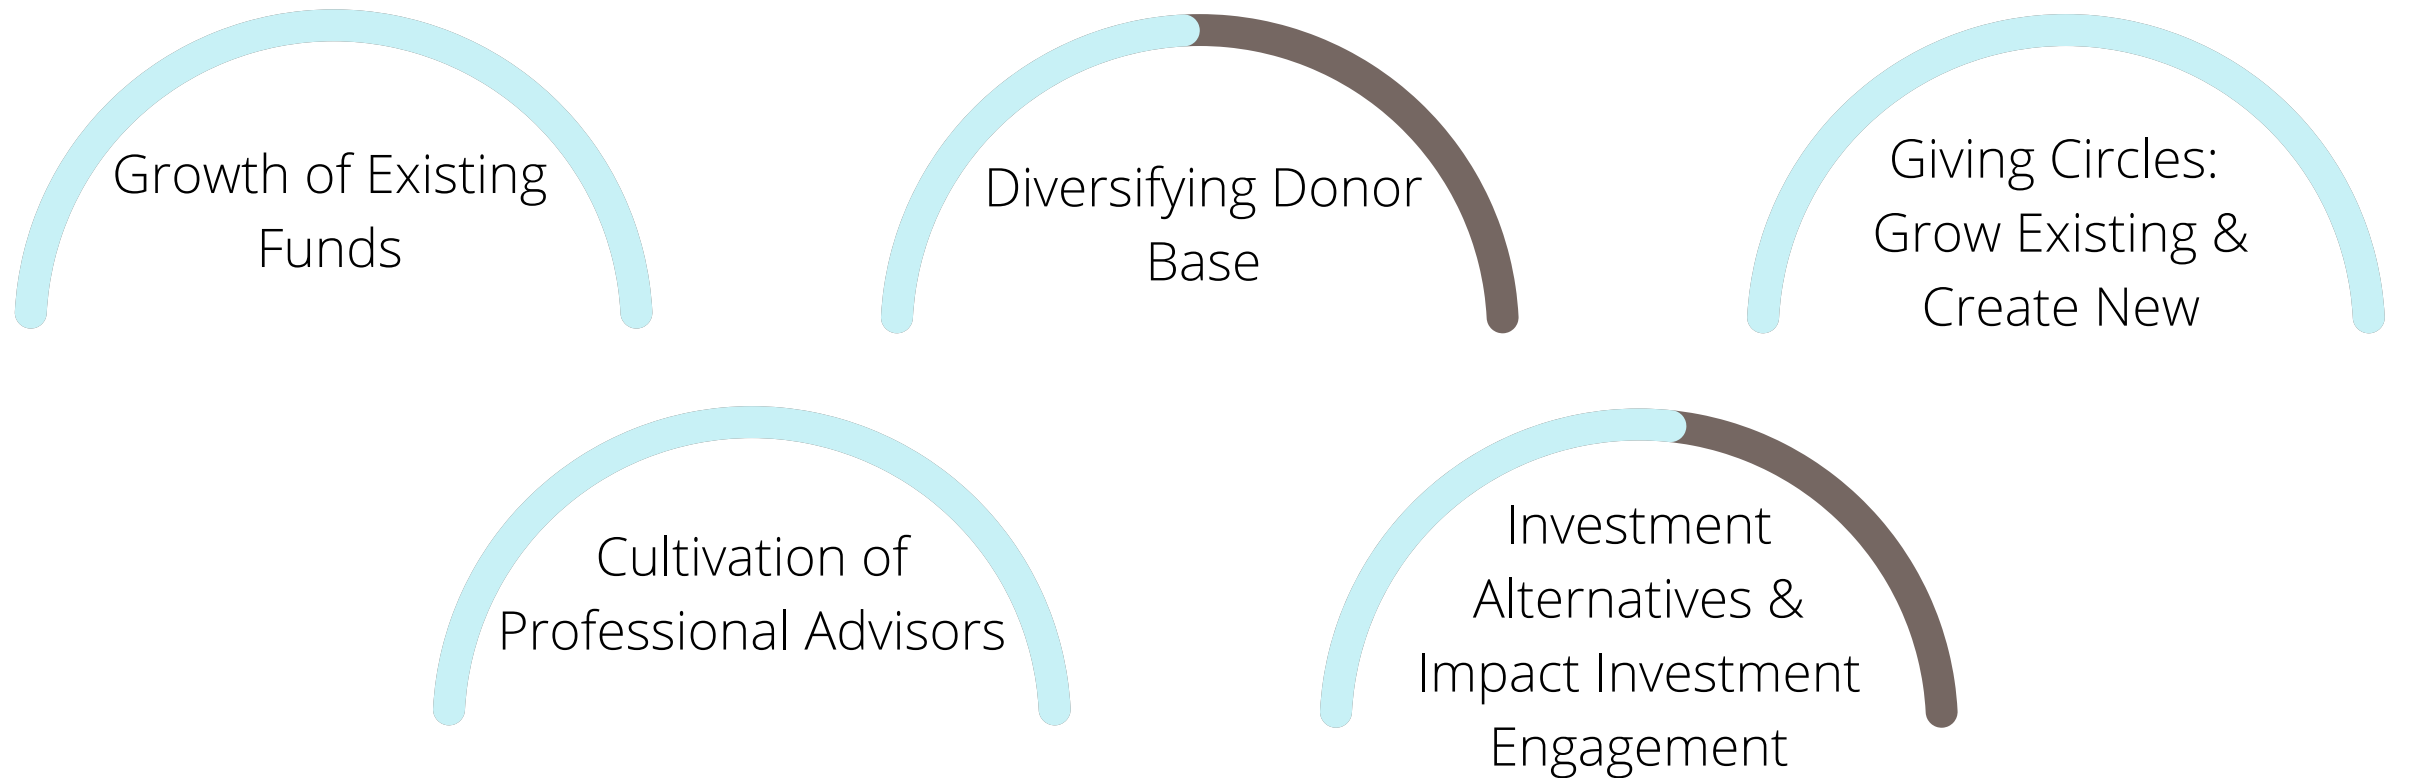 Growth of Existing
Funds
Diversifying Donor
Base
Giving Circles:
Grow Existing &
Create New
Cultivation of
Professional Advisors
Investment
Alternatives &
Impact Investment
Engagement